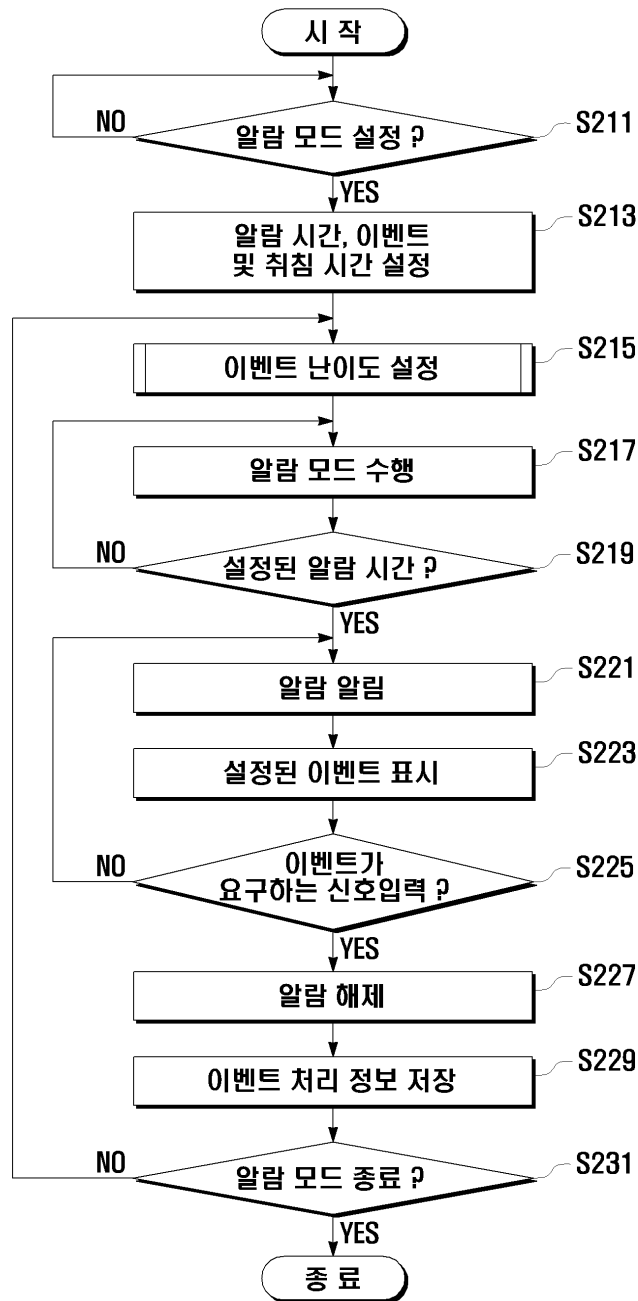 시 작
NO
알람 모드 설정 ?
S211
YES
알람 시간, 이벤트
및 취침 시간 설정
S213
이벤트 난이도 설정
S215
알람 모드 수행
S217
NO
설정된 알람 시간 ?
S219
YES
알람 알림
S221
설정된 이벤트 표시
S223
NO
이벤트가
요구하는 신호입력 ?
S225
YES
알람 해제
S227
이벤트 처리 정보 저장
S229
NO
알람 모드 종료 ?
S231
YES
종 료